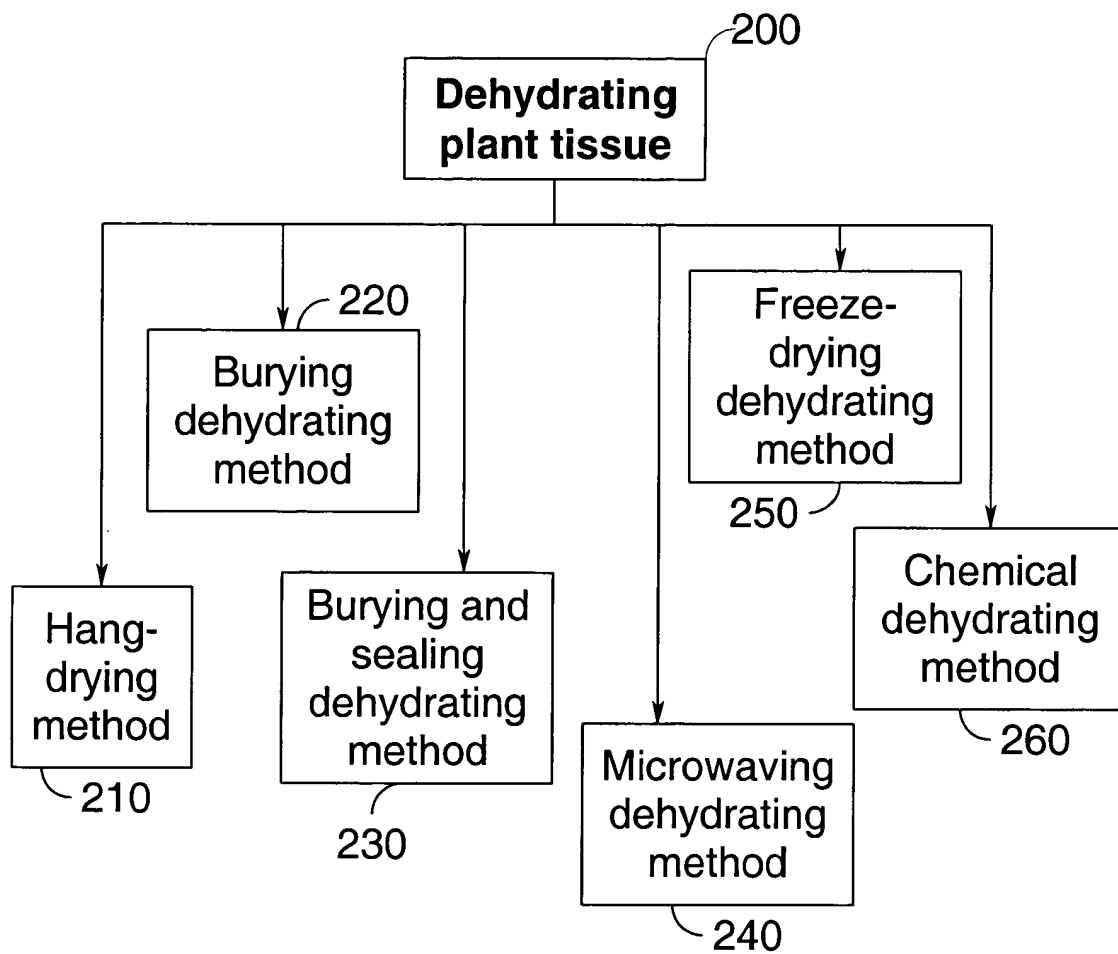 200
Dehydrating
plant tissue
220
Burying
dehydrating
method
Freeze-
drying
dehydrating
method
250
Hang-
drying
method
210
Burying and
sealing
dehydrating
method
230
Microwaving
dehydrating
method
240
Chemical
dehydrating
method
260